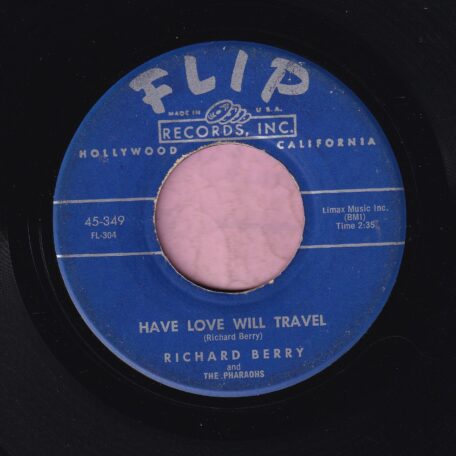 FLIP
MADE IN U.S.A.
RECORDS, INC.
HOLLYWOOD CALIFORNIA
45-349
FL-304
Limax Music Inc.
(BMI)
Time 2:35
HAVE LOVE WILL TRAVEL
(Richard Berry)
RICHARD BERRY
and
THE PHARAOHS